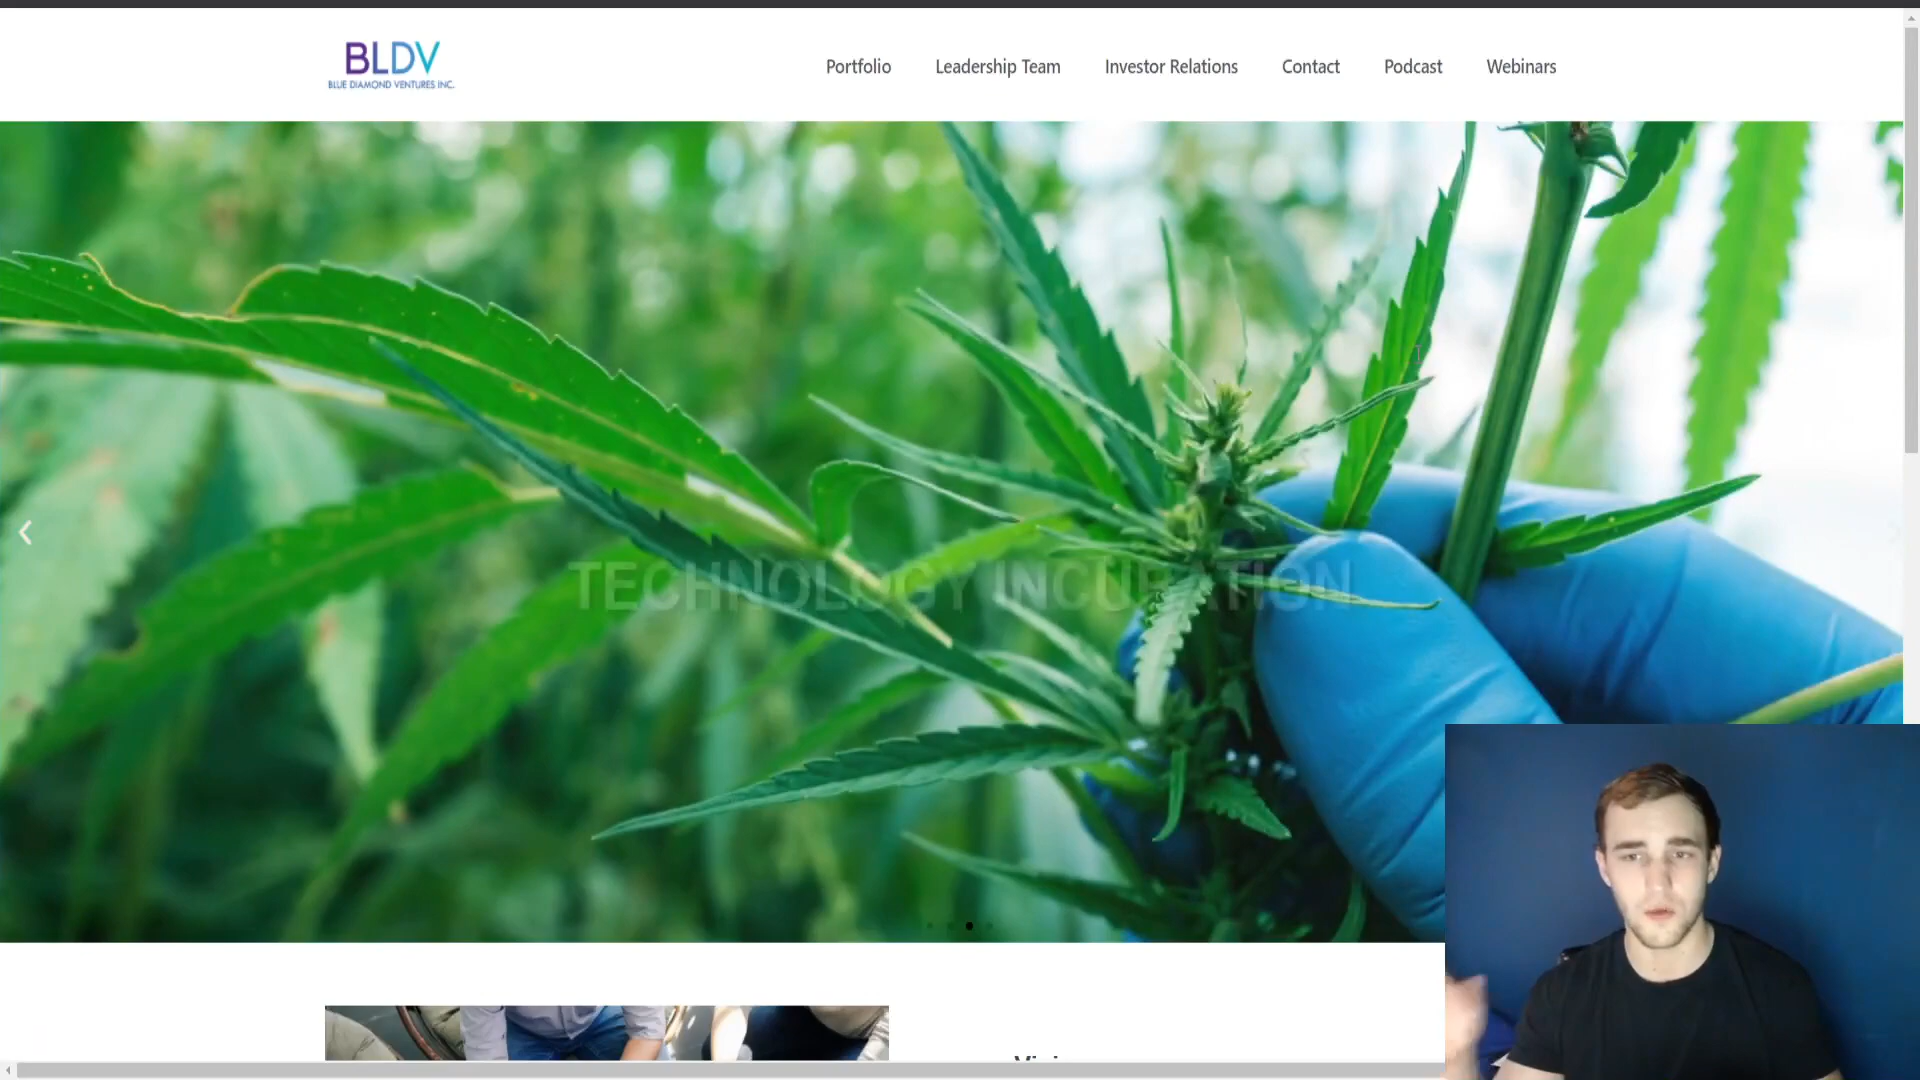 BLDV
BLUE DIAMOND VENTURES INC.
Portfolio
Leadership Team
Investor Relations
Contact
Podcast
Webinars
TECHNOLOGY INCUBATION